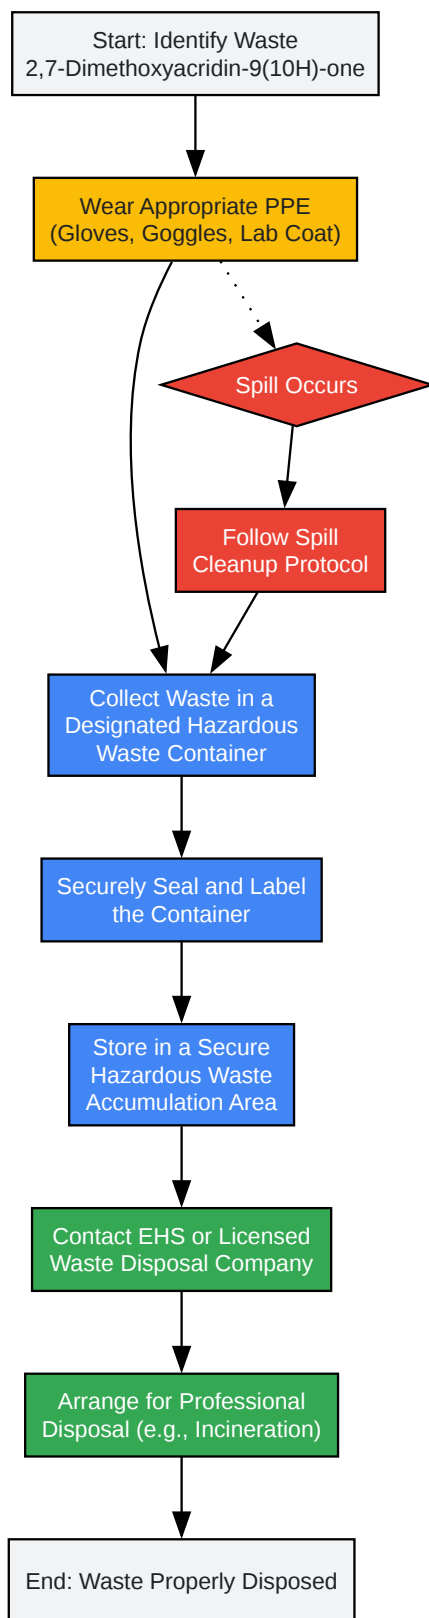 Start: Identify Waste
2,7-Dimethoxyacridin-9(10H)-one
Wear Appropriate PPE
(Gloves, Goggles, Lab Coat)
Spill Occurs
Follow Spill
Cleanup Protocol
Collect Waste in a
Designated Hazardous
Waste Container
Securely Seal and Label
the Container
Store in a Secure
Hazardous Waste
Accumulation Area
Contact EHS or Licensed
Waste Disposal Company
Arrange for Professional
Disposal (e.g., Incineration)
End: Waste Properly Disposed